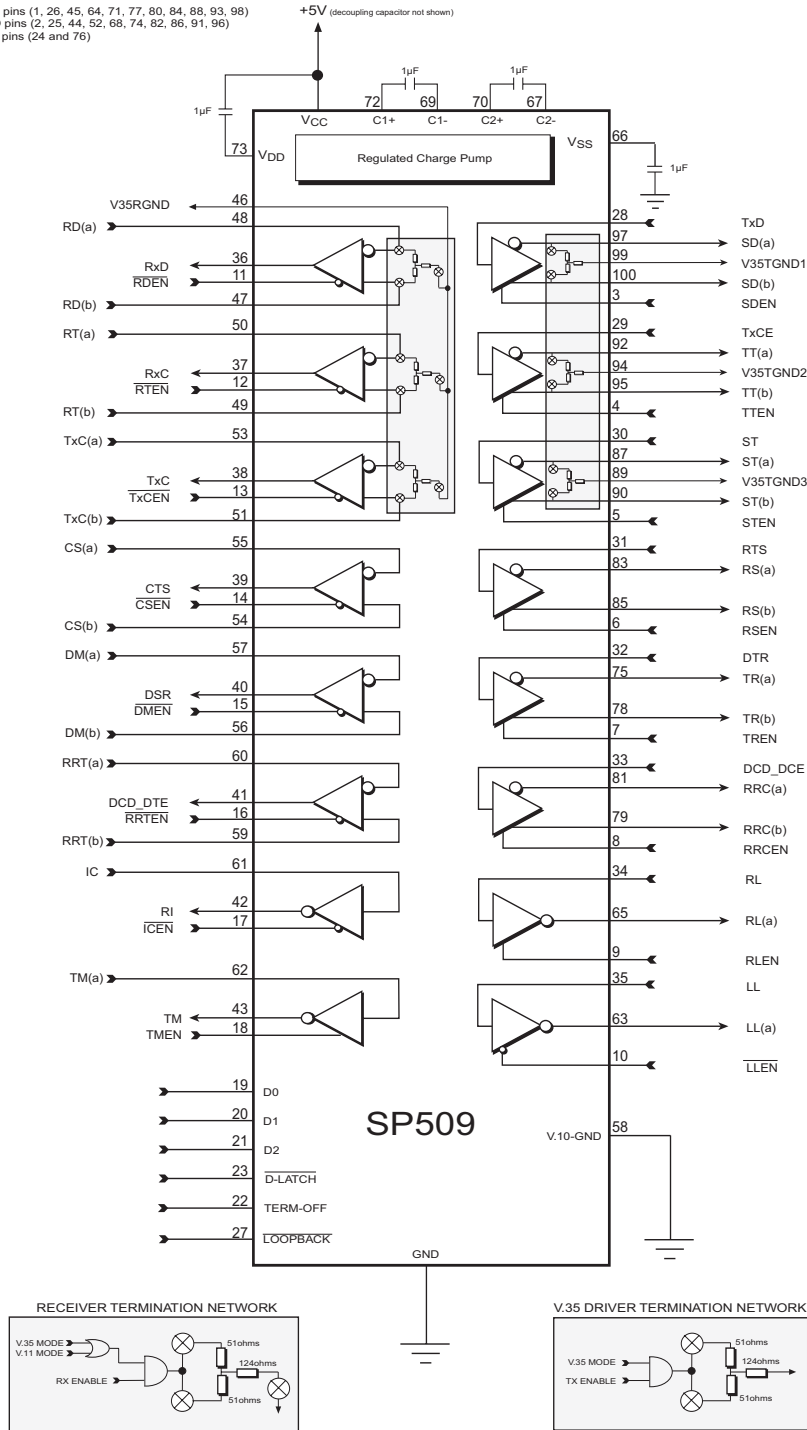 pins (1, 26, 45, 64, 71, 77, 80, 84, 88, 93, 98)
pins (2, 25, 44, 52, 68, 74, 82, 86, 91, 96)
pins (24 and 76)
+5V (decoupling capacitor not shown)
1µF
1µF
1µF
72
69
70
67
VCC
C1+
C1-
C2+
C2-
73
VDD
Regulated Charge Pump
VSS
66
1µF
V35RGND
46
RD(a)
48
RxD
36
RDEN
11
RD(b)
47
RT(a)
50
RxC
37
RTEN
12
RT(b)
49
TxC(a)
53
TxC
38
TxCEN
13
TxC(b)
51
CS(a)
55
CTS
39
CSEN
14
CS(b)
54
DM(a)
57
DSR
40
DMEN
15
DM(b)
56
RRT(a)
60
DCD_DTE
41
RRTEN
16
RRT(b)
59
IC
61
RI
42
ICEN
17
TM(a)
62
TM
43
TMEN
18
28
TxD
97
SD(a)
99
V35TGND1
100
SD(b)
3
SDEN
29
TxCE
92
TT(a)
94
V35TGND2
95
TT(b)
4
TTEN
30
ST
87
ST(a)
89
V35TGND3
90
ST(b)
5
STEN
31
RTS
83
RS(a)
85
RS(b)
6
RSEN
32
DTR
75
TR(a)
78
TR(b)
7
TREN
33
DCD_DCE
81
RRC(a)
79
RRC(b)
8
RRCEN
34
RL
65
RL(a)
9
RLEN
35
LL
63
LL(a)
10
LLEN
19
D0
20
D1
21
D2
23
D-LATCH
22
TERM-OFF
27
LOOPBACK
SP509
V.10-GND
58
GND
RECEIVER TERMINATION NETWORK
V.35 MODE
V.11 MODE
RX ENABLE
51ohms
124ohms
51ohms
V.35 DRIVER TERMINATION NETWORK
V.35 MODE
TX ENABLE
51ohms
124ohms
51ohms